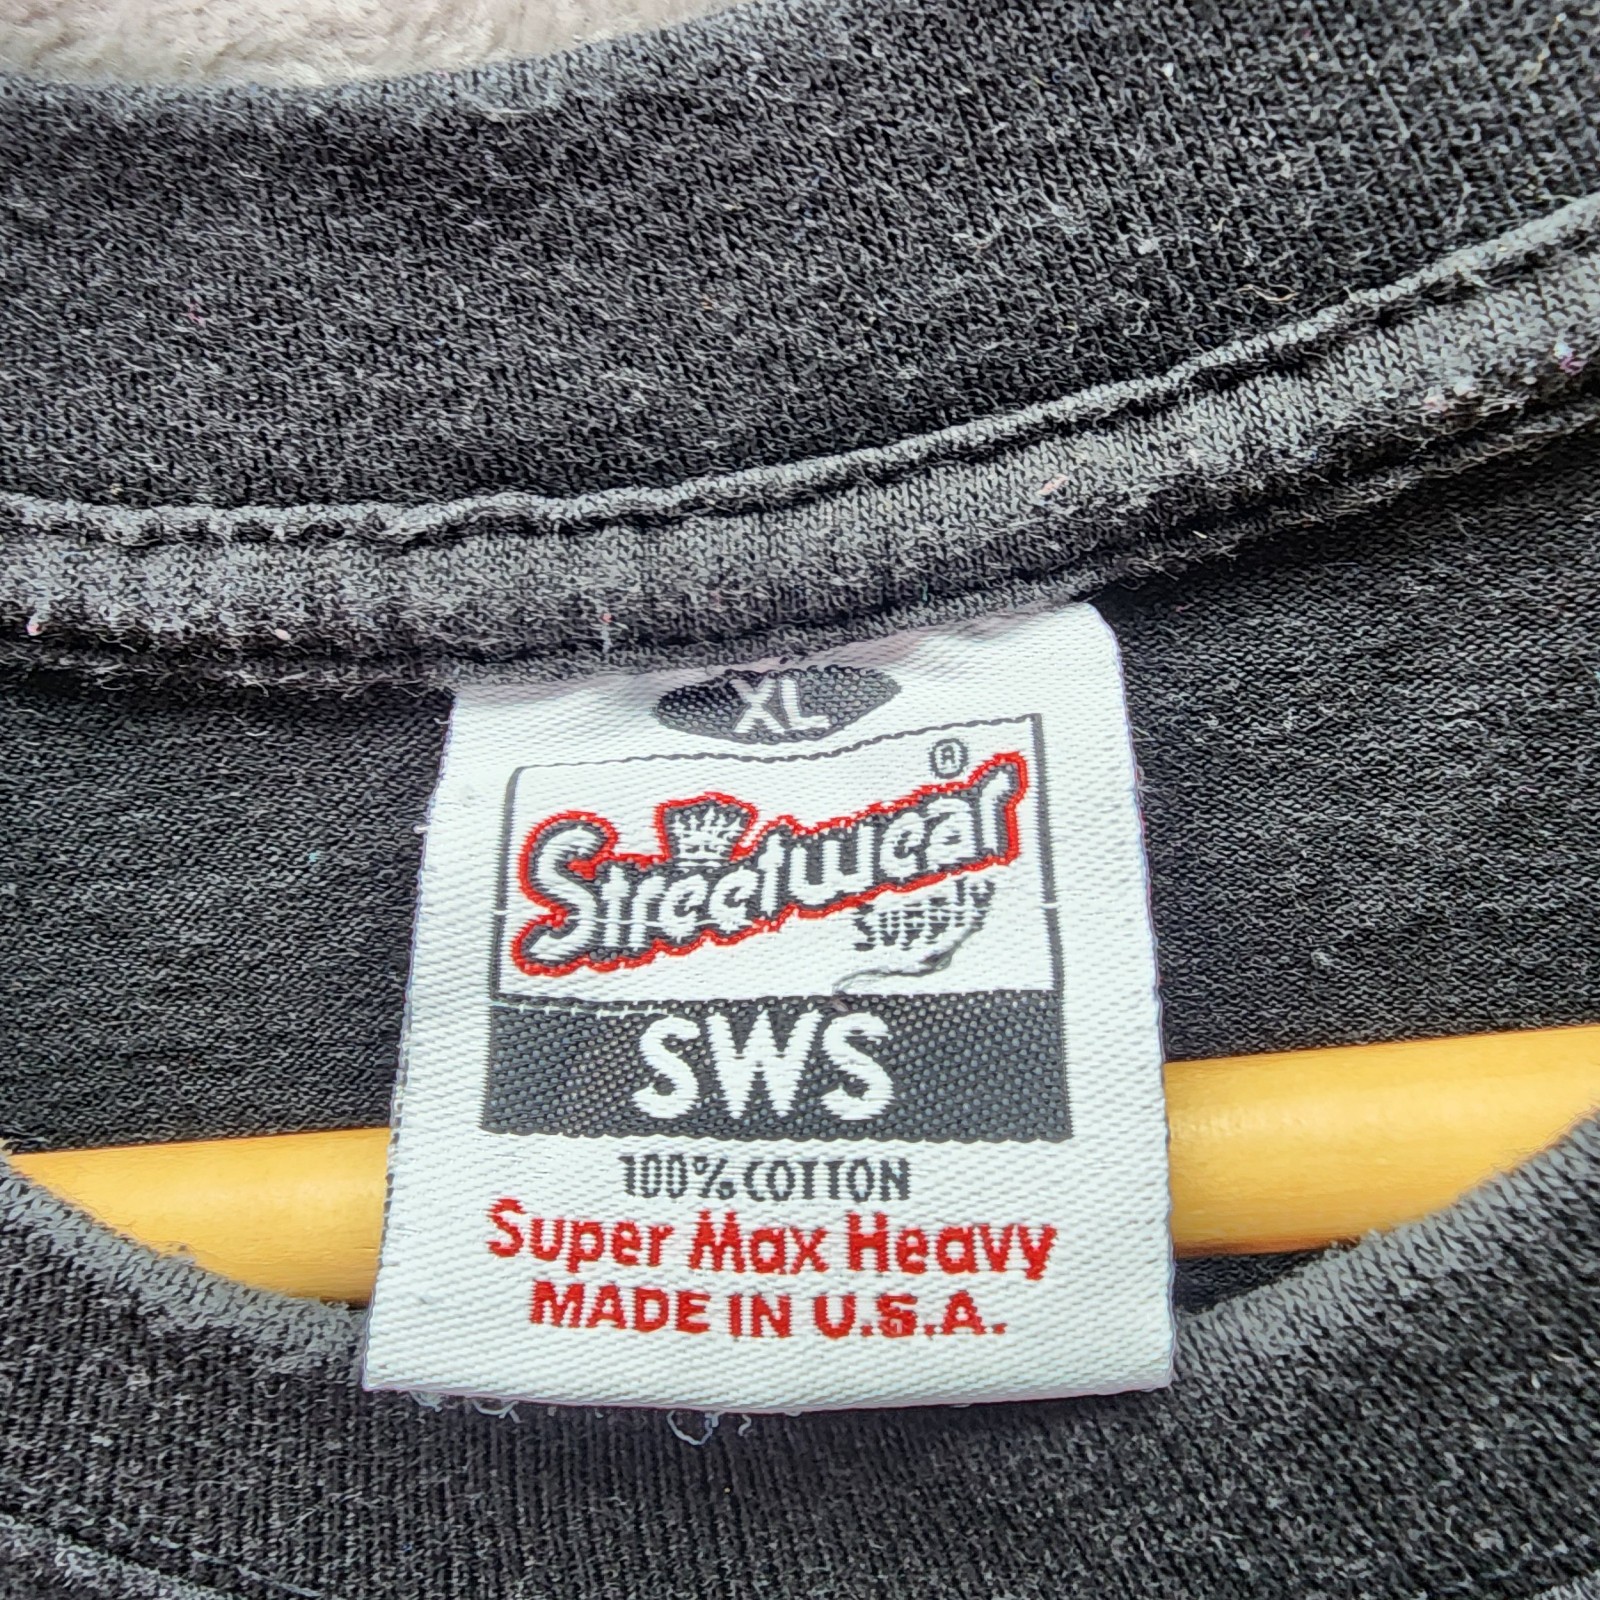 XL
Streetwear ®
Supply
SWS
100% COTTON
Super Max Heavy
MADE IN U.S.A.